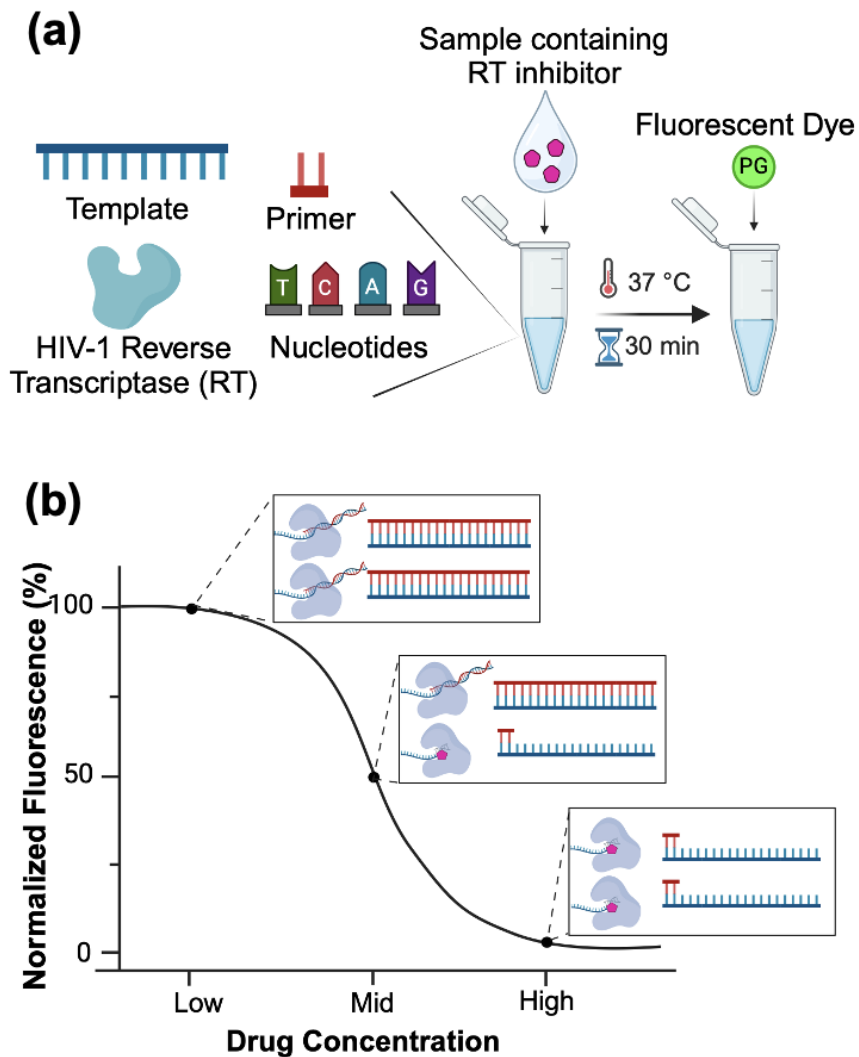 (a)
Sample containing
RT inhibitor
Fluorescent Dye
PG
Template
Primer
HIV-1 Reverse
Transcriptase (RT)
T C A G
Nucleotides
37 °C
30 min
(b)
Normalized Fluorescence (%)
100
50
0
Low Mid High
Drug Concentration